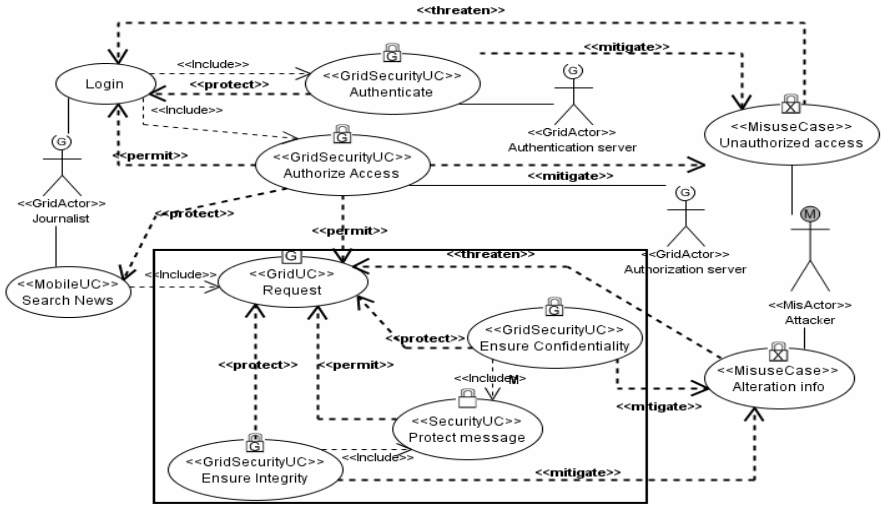 <<threaten>>
<<Include>>
<<mitigate>>
G
<<GridSecurityUC>>
Authenticate
Login
<<protect>>
<<Include>>
G
<<GridActor>>
Authentication server
X
<<MisuseCase>>
Unauthorized access
G
<<GridSecurityUC>>
Authorize Access
<<permit>>
<<mitigate>>
G
<<GridActor>>
Journalist
<<protect>>
<<permit>>
G
<<GridActor>>
Authorization server
M
<<MisActor>>
Attacker
<<threaten>>
<<MobileUC>>
Search News
<<Include>>
G
<<GridUC>>
Request
G
<<GridSecurityUC>>
Ensure Confidentiality
<<protect>>
<<protect>>
<<permit>>
<<Include>>
M
X
<<MisuseCase>>
Alteration info
<<mitigate>>
<<SecurityUC>>
Protect message
G
<<GridSecurityUC>>
Ensure Integrity
<<Include>>
<<mitigate>>